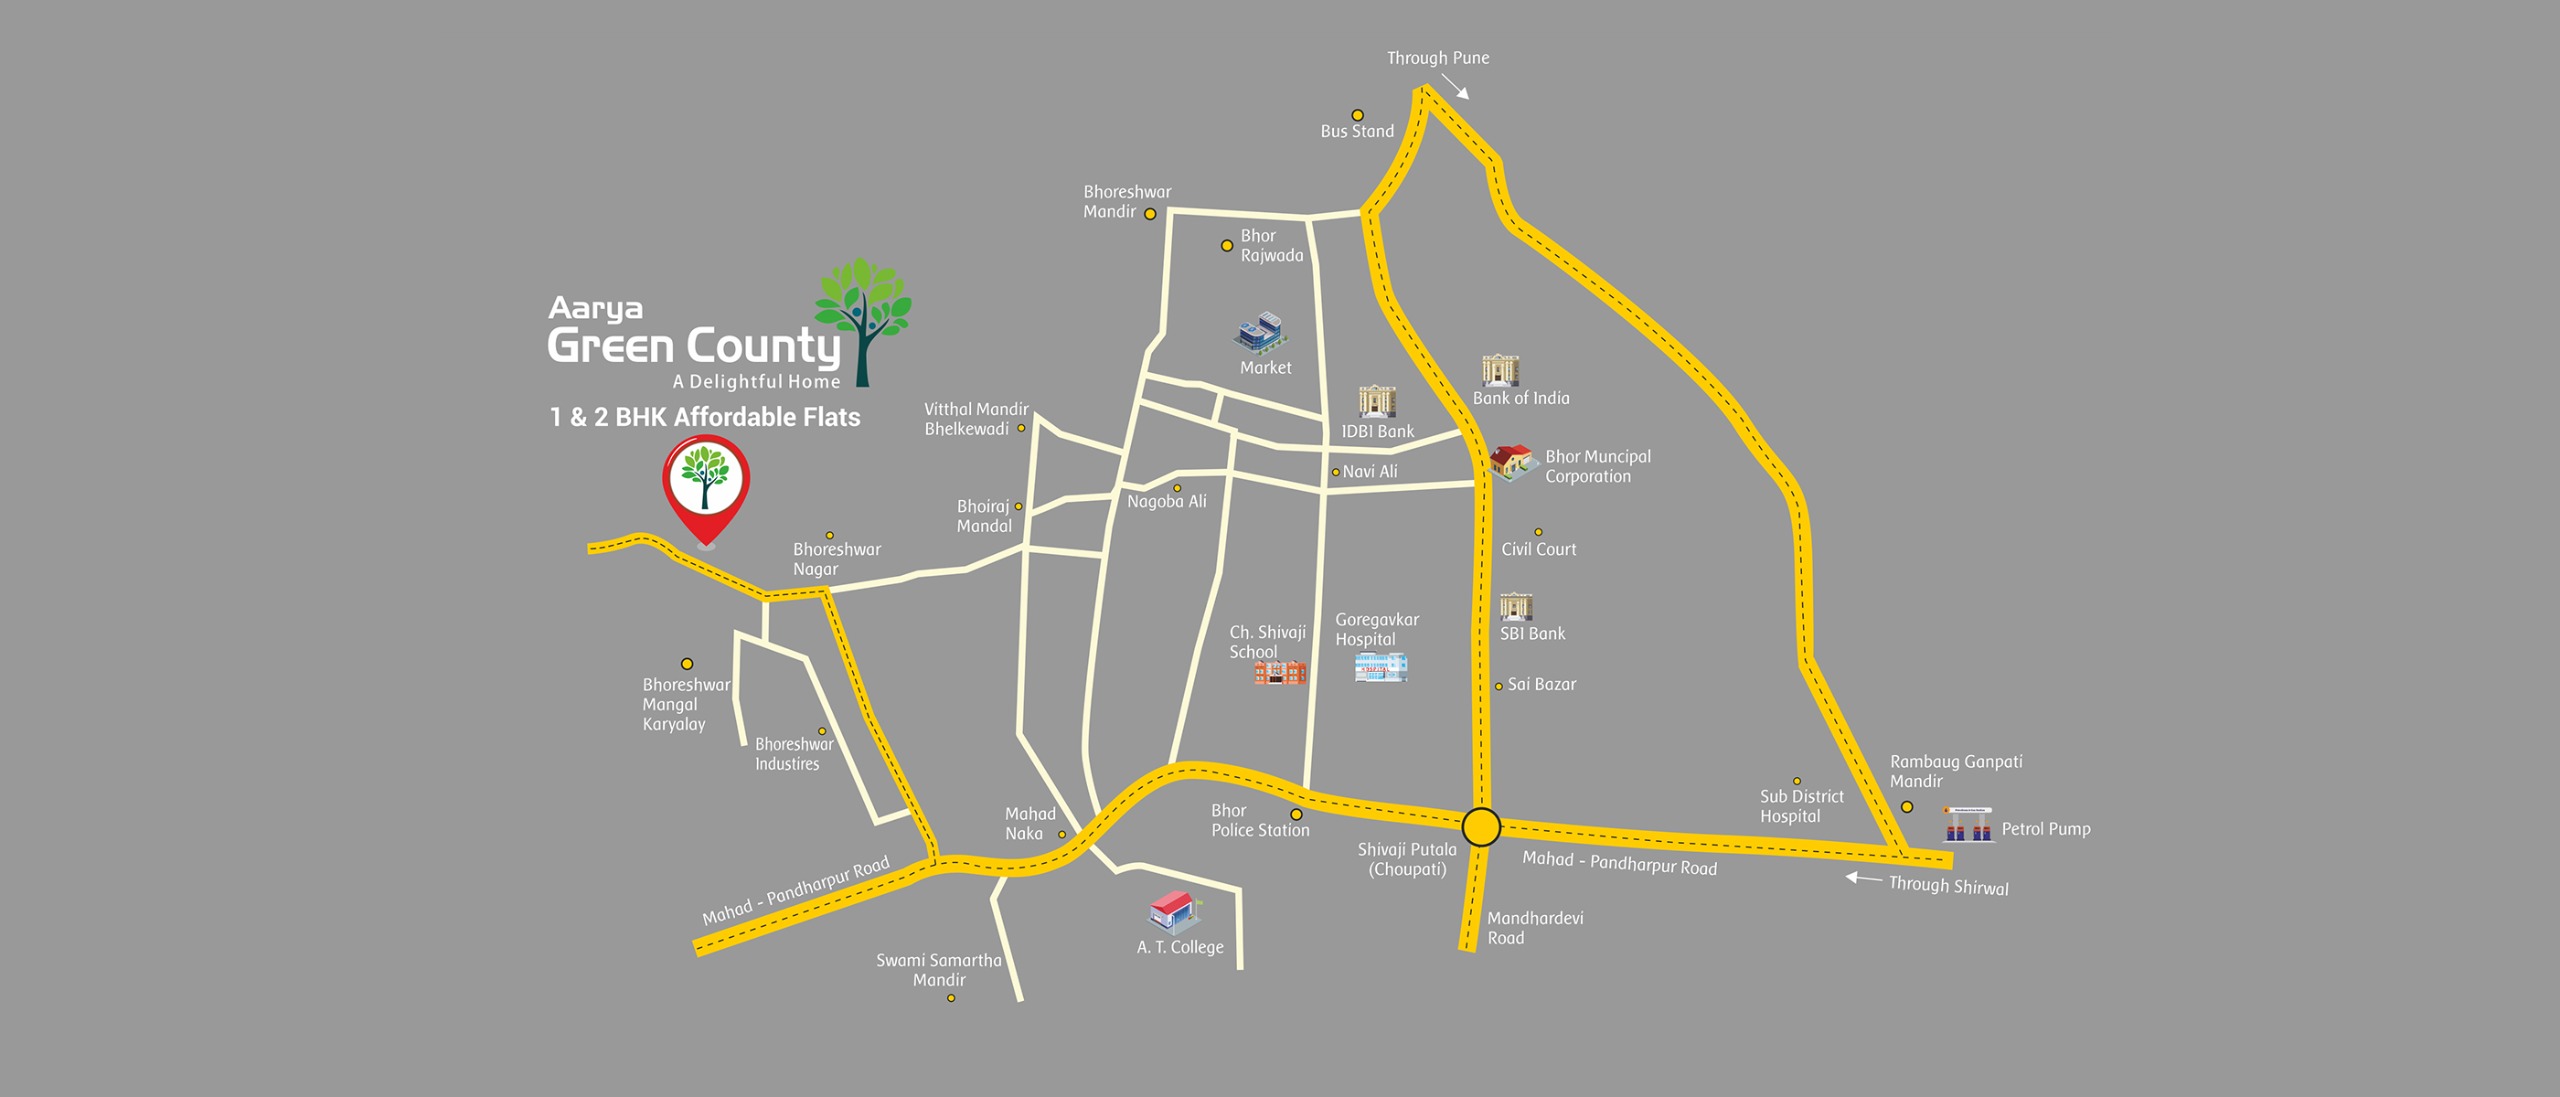 Through Pune
Bus Stand
Bhoreshwar
Mandir
Bhor
Rajwada
Aarya
Green County
A Delightful Home
1 & 2 BHK Affordable Flats
Market
Bank of India
IDBI Bank
Vitthal Mandir
Bhelkewadi
Bhor Muncipal
Corporation
Navi Ali
Nagoba Ali
Bhoiraj
Mandal
Civil Court
Bhoreshwar
Nagar
Goregavkar
Hospital
Ch. Shivaji
School
HOSPITAL
SBI Bank
Sai Bazar
Bhoreshwar
Mangal
Karyalay
Bhoreshwar
Industires
Rambaug Ganpati
Mandir
Sub District
Hospital
Petrol Pump
Mahad
Naka
Bhor
Police Station
Shivaji Putala
(Choupati)
Mahad - Pandharpur Road
Through Shirwal
Mahad - Pandharpur Road
Mandhardevi
Road
A. T. College
Swami Samartha
Mandir